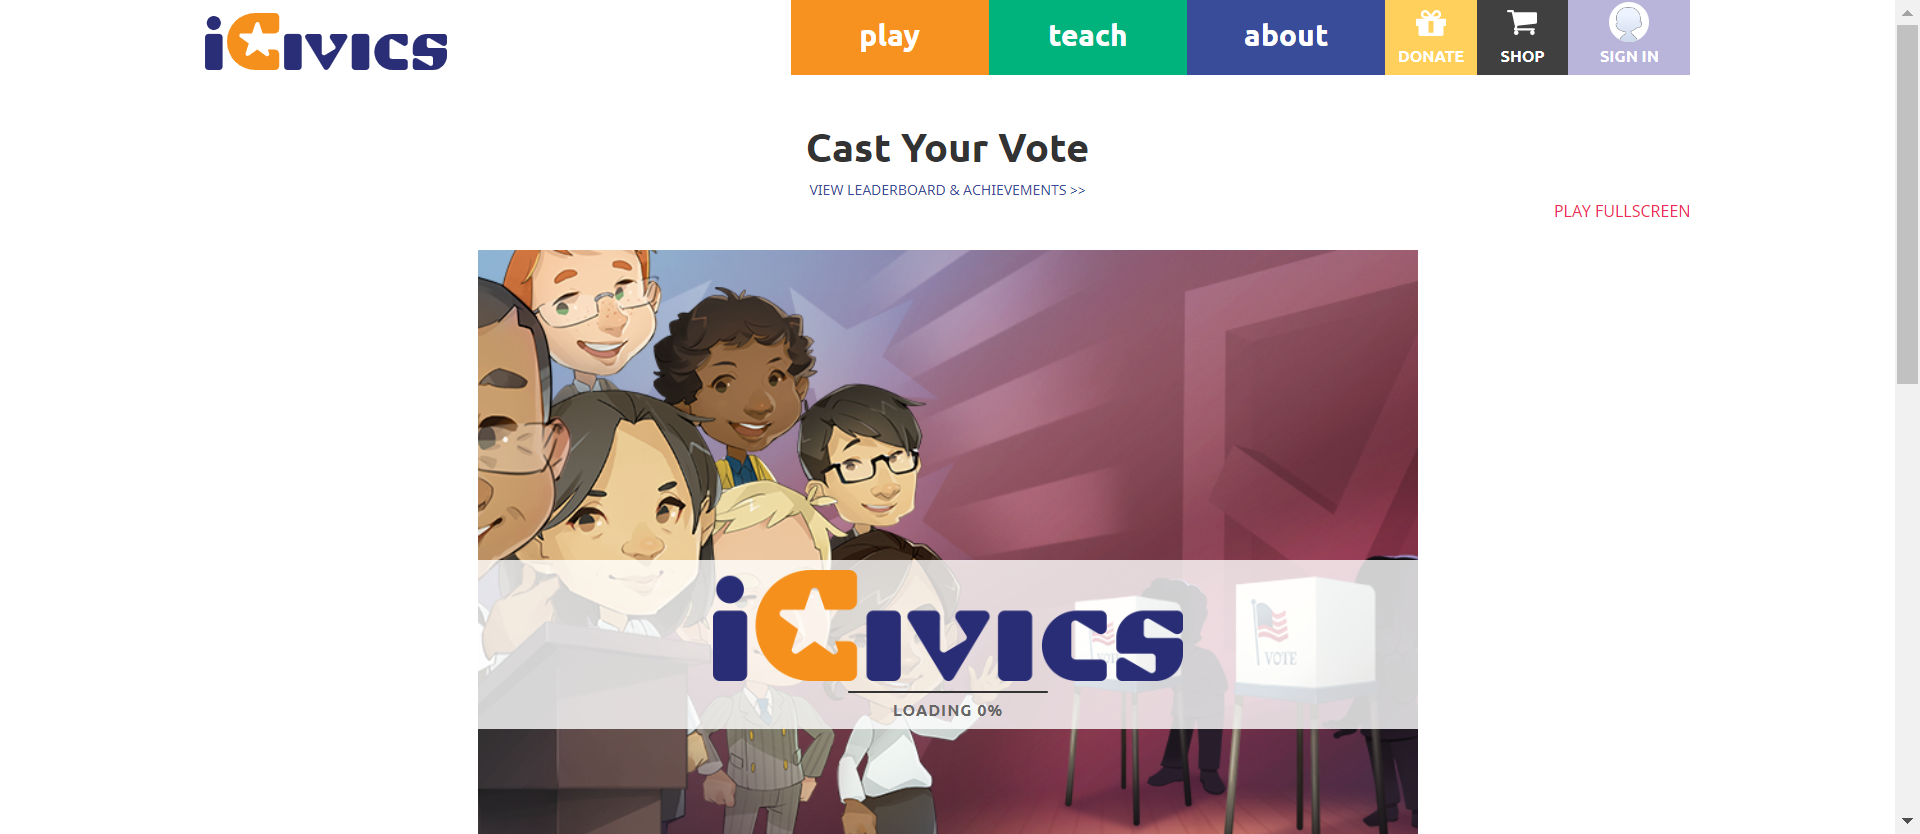 iCivics
play
teach
about
DONATE
SHOP
SIGN IN
Cast Your Vote
VIEW LEADERBOARD & ACHIEVEMENTS >>
PLAY FULLSCREEN
iCivics
VOTE
LOADING 0%